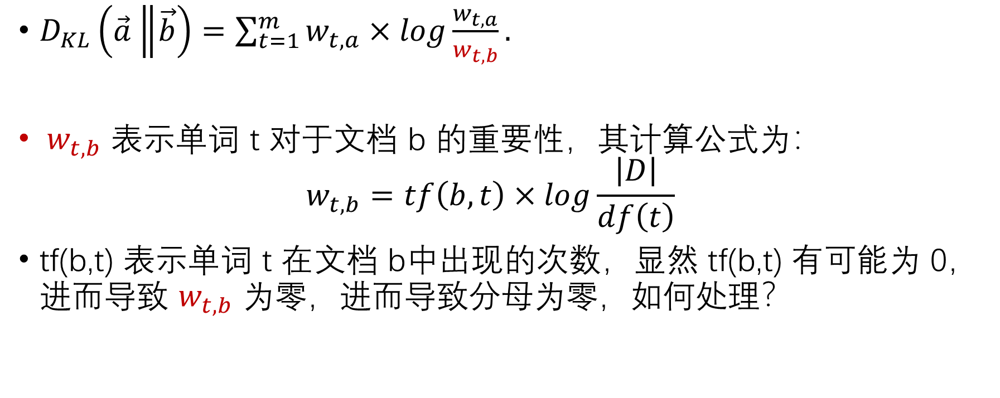 • $D_{KL}\left(\vec{a} \,\middle\|\, \vec{b}\right) = \sum_{t=1}^{m} w_{t,a} \times log \frac{w_{t,a}}{w_{t,b}}.$
• $w_{t,b}$ 表示单词 t 对于文档 b 的重要性，其计算公式为：
$w_{t,b} = tf(b,t) \times log \frac{|D|}{df(t)}$
• tf(b,t) 表示单词 t 在文档 b中出现的次数，显然 tf(b,t) 有可能为 0，
进而导致 $w_{t,b}$ 为零，进而导致分母为零，如何处理？